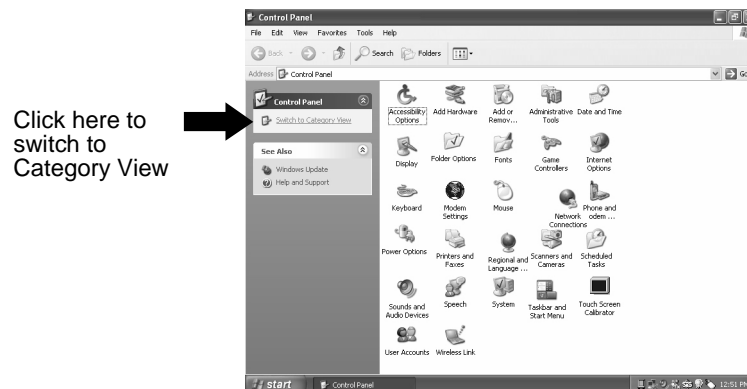 Click here to
switch to
Category View
Control Panel
File Edit View Favorites Tools Help
Back Search Folders
Address Control Panel Go
Control Panel
Switch to Category View
See Also
Windows Update
Help and Support
Accessibility
Options
Add Hardware
Add or
Remov...
Administrative
Tools
Date and Time
Display
Folder Options
Fonts
Game
Controllers
Internet
Options
Keyboard
Modem
Settings
Mouse
Network
Connections
Phone and
odem ...
Power Options
Printers and
Faxes
Regional and
Language ...
Scanners and
Cameras
Scheduled
Tasks
Sounds and
Audio Devices
Speech
System
Taskbar and
Start Menu
Touch Screen
Calibrator
User Accounts
Wireless Link
start Control Panel 12:51 PM